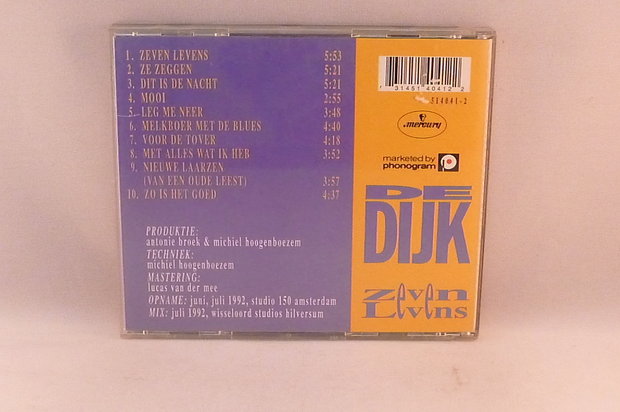 1. ZEVEN LEVENS 5:53
2. ZE ZEGGEN 5:21
3. DIT IS DE NACHT 5:21
4. MOOI 2:55
5. LEG ME NEER 3:48
6. MELKBOER MET DE BLUES 4:40
7. VOOR DE TOVER 4:18
8. MET ALLES WAT IK HEB 3:52
9. NIEUWE LAARZEN
(VAN EEN OUDE LEEST) 3:57
10. ZO IS HET GOED 4:37
PRODUKTIE:
antonie broek & michiel hoogenboezem
TECHNIEK:
michiel hoogenboezem
MASTERING:
lucas van der mee
OPNAME: juni, juli 1992, studio 150 amsterdam
MIX: juli 1992, wisseloord studios hilversum
7 31451 40412 2
514041-2
mercury
marketed by
phonogram
DE
DIJK
Zeven
Levens